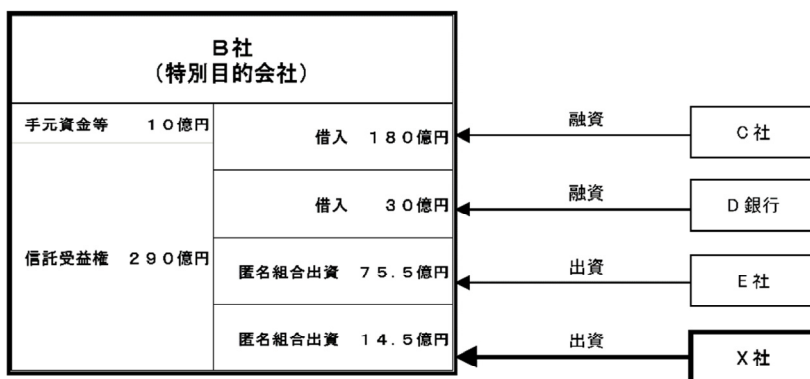 B社
（特別目的会社）
手元資金等　１０億円
借入　１８０億円
融資
C社
借入　３０億円
融資
D銀行
信託受益権　２９０億円
匿名組合出資　７５．５億円
出資
E社
匿名組合出資　１４．５億円
出資
X社